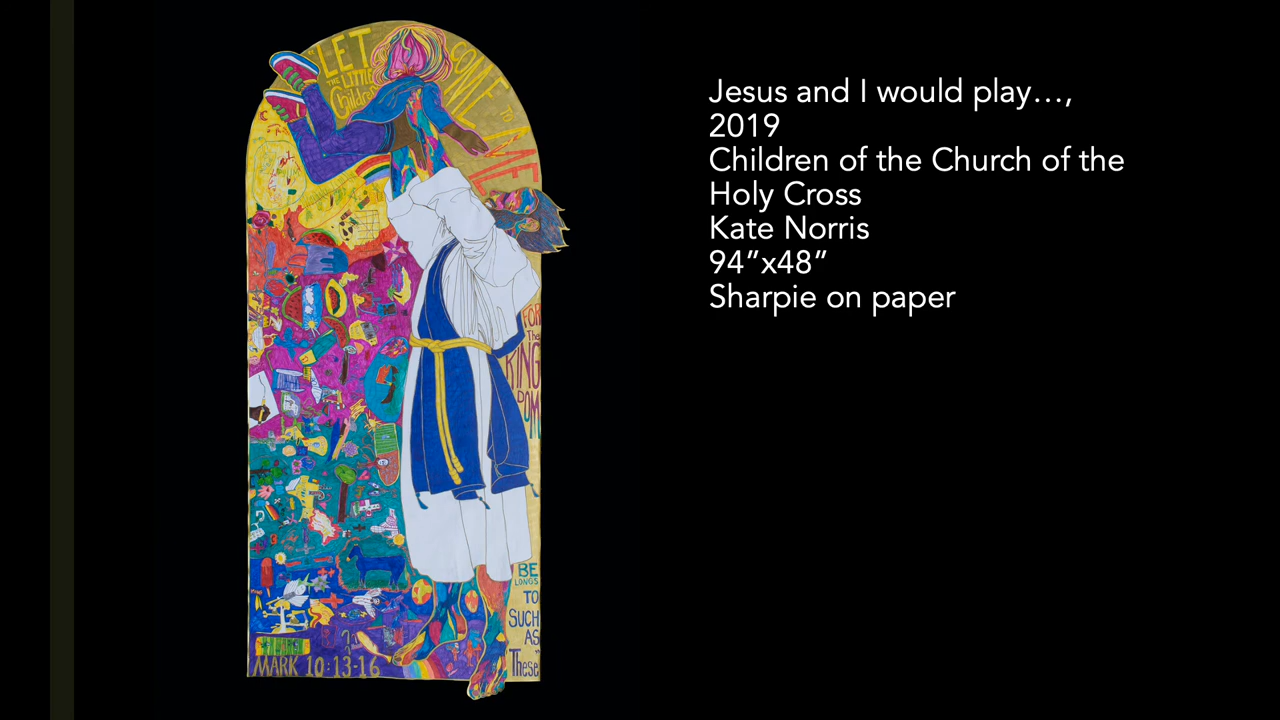 LET
THE LITTLE
Children
COME
TO
ME
FOR
The
KING
DOM
BE
LONGS
TO
SUCH
AS
These"
MARK 10:13-16
Jesus and I would play…,
2019
Children of the Church of the
Holy Cross
Kate Norris
94”x48”
Sharpie on paper